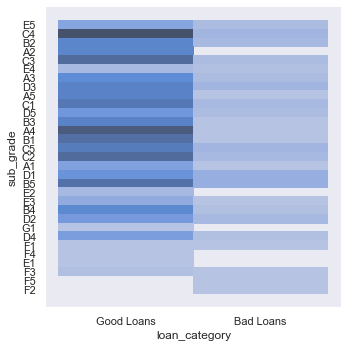 sub_grade
E5
C4
B2
A2
C3
E4
A3
D3
A5
C1
D5
B3
A4
B1
C5
C2
A1
D1
B5
E2
E3
B4
D2
G1
D4
F1
F4
E1
F3
F5
F2
Good Loans
Bad Loans
loan_category